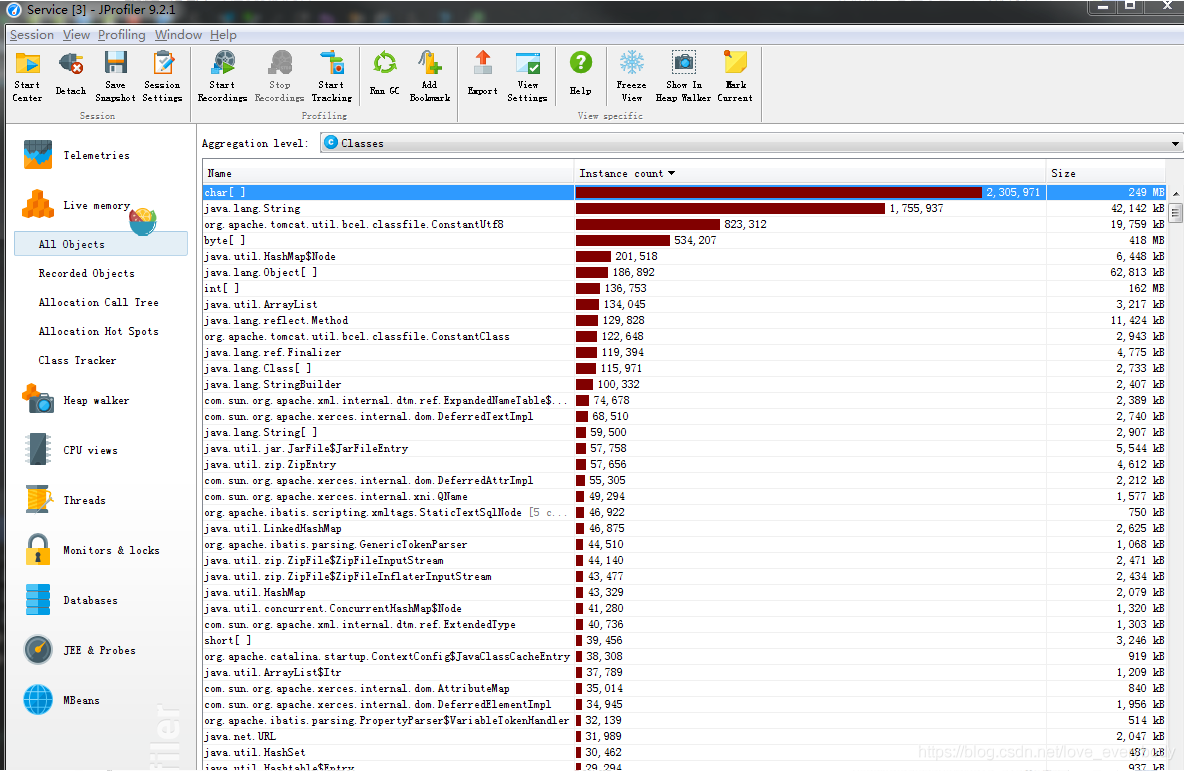 Service [3] - JProfiler 9.2.1
Session View Profiling Window Help
Start Center
Detach
Save Snapshot
Session Settings
Start Recordings
Stop Recordings
Start Tracking
Run GC
Add Bookmark
Export
View Settings
Help
Freeze View
Show In Heap Walker
Mark Current
Session
Profiling
View specific
Telemetries
Live memory
All Objects
Recorded Objects
Allocation Call Tree
Allocation Hot Spots
Class Tracker
Heap walker
CPU views
Threads
Monitors & locks
Databases
JEE & Probes
MBeans
Aggregation level: Classes
Name Instance count Size
char[ ] 2,305,971 249 MB
java.lang.String 1,755,937 42,142 kB
org.apache.tomcat.util.bcel.classfile.ConstantUtf8 823,312 19,759 kB
byte[ ] 534,207 418 MB
java.util.HashMap$Node 201,518 6,448 kB
java.lang.Object[ ] 186,892 62,813 kB
int[ ] 136,753 162 MB
java.util.ArrayList 134,045 3,217 kB
java.lang.reflect.Method 129,828 11,424 kB
org.apache.tomcat.util.bcel.classfile.ConstantClass 122,648 2,943 kB
java.lang.ref.Finalizer 119,394 4,775 kB
java.lang.Class[ ] 115,971 2,733 kB
java.lang.StringBuilder 100,332 2,407 kB
com.sun.org.apache.xml.internal.dtm.ref.ExpandedNameTable$... 74,678 2,389 kB
com.sun.org.apache.xerces.internal.dom.DeferredTextImpl 68,510 2,740 kB
java.lang.String[ ] 59,500 2,907 kB
java.util.jar.JarFile$JarFileEntry 57,758 5,544 kB
java.util.zip.ZipEntry 57,656 4,612 kB
com.sun.org.apache.xerces.internal.dom.DeferredAttrImpl 55,305 2,212 kB
com.sun.org.apache.xerces.internal.xni.QName 49,294 1,577 kB
org.apache.ibatis.scripting.xmltags.StaticTextSqlNode [5 c... 46,922 750 kB
java.util.LinkedHashMap 46,875 2,625 kB
org.apache.ibatis.parsing.GenericTokenParser 44,510 1,068 kB
java.util.zip.ZipFile$ZipFileInputStream 44,140 2,471 kB
java.util.zip.ZipFile$ZipFileInflaterInputStream 43,477 2,434 kB
java.util.HashMap 43,329 2,079 kB
java.util.concurrent.ConcurrentHashMap$Node 41,280 1,320 kB
com.sun.org.apache.xml.internal.dtm.ref.ExtendedType 40,736 1,303 kB
short[ ] 39,456 3,246 kB
org.apache.catalina.startup.ContextConfig$JavaClassCacheEntry 38,308 919 kB
java.util.ArrayList$Itr 37,789 1,209 kB
com.sun.org.apache.xerces.internal.dom.AttributeMap 35,014 840 kB
com.sun.org.apache.xerces.internal.dom.DeferredElementImpl 34,945 1,956 kB
org.apache.ibatis.parsing.PropertyParser$VariableTokenHandler 32,139 514 kB
java.net.URL 31,989 2,047 kB
java.util.HashSet 30,462 487 kB
java.util.Hashtable$Entry 29,294 937 kB